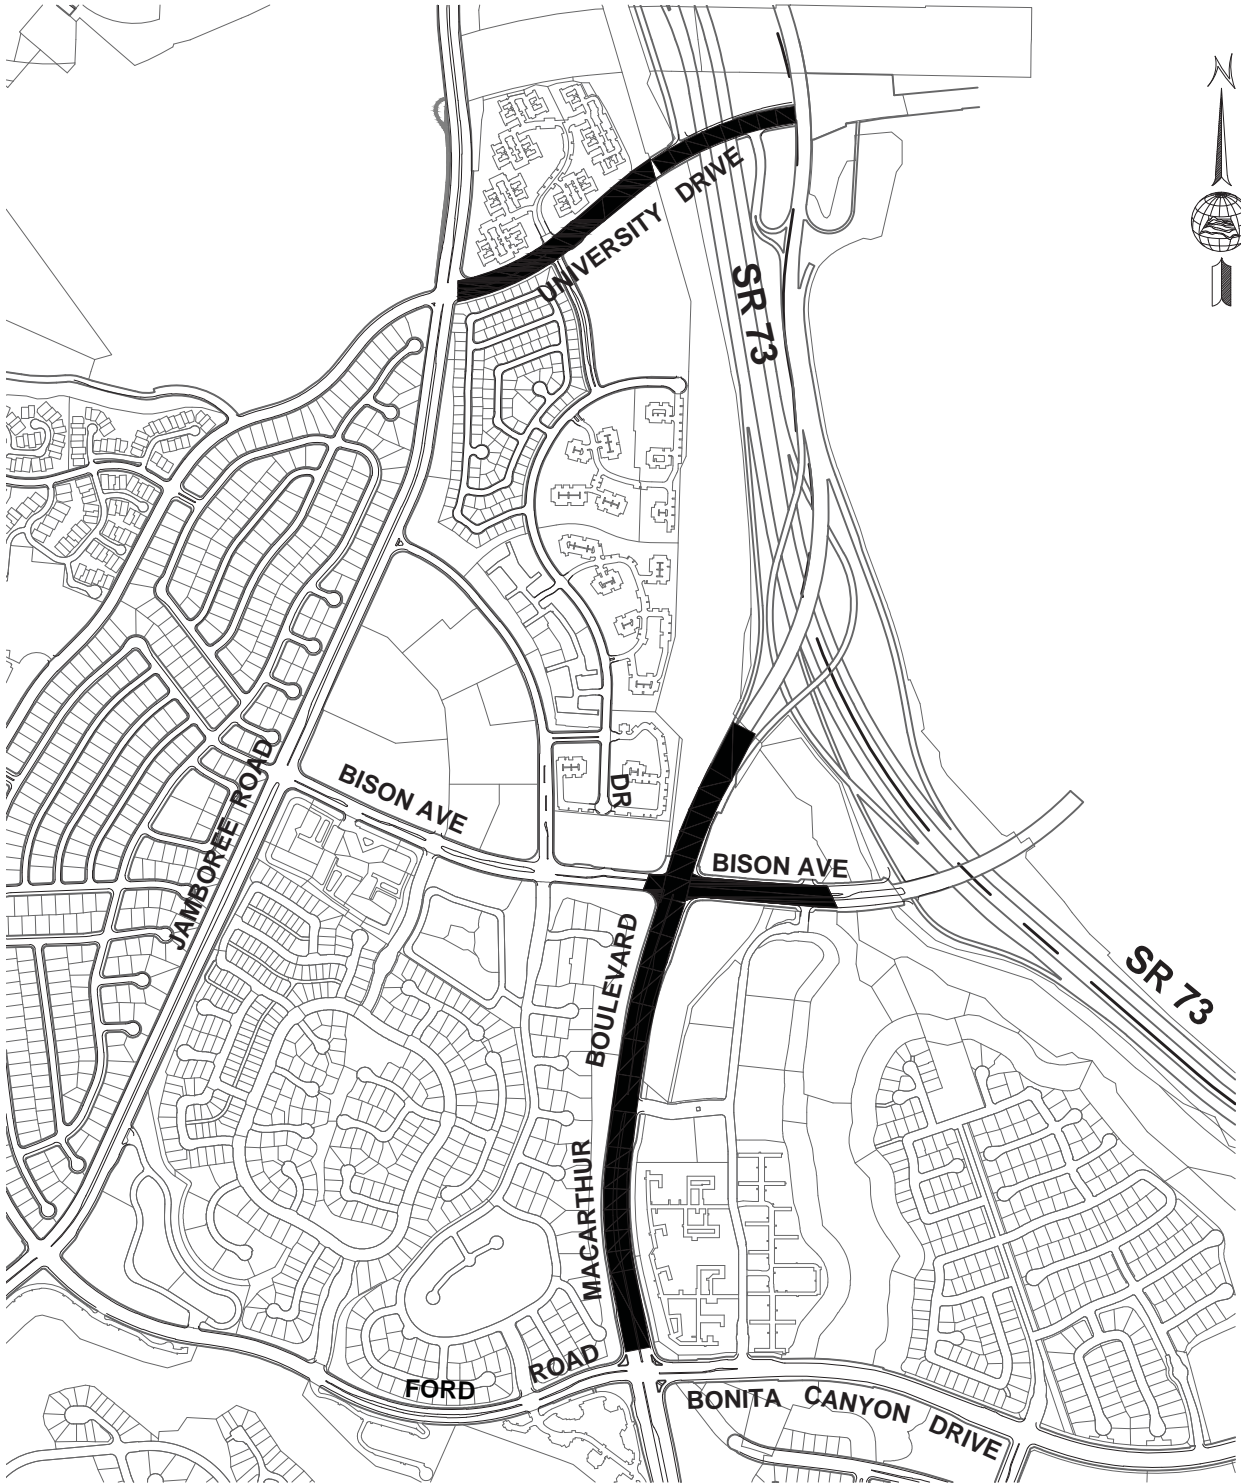 N
UNIVERSITY DRIVE
SR 73
DR
BISON AVE
JAMBOREE ROAD
BISON AVE
BOULEVARD
SR 73
MACARTHUR
ROAD
FORD
BONITA CANYON DRIVE